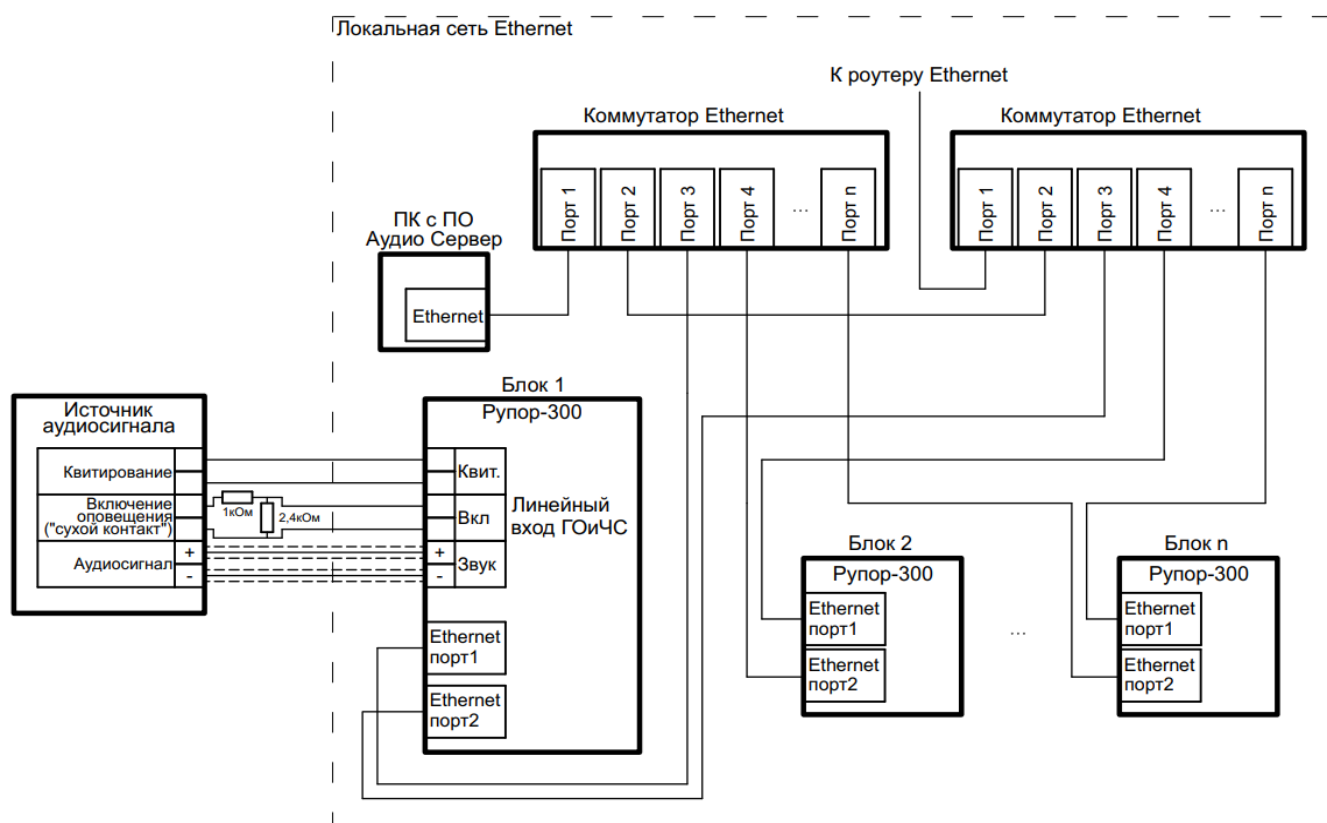 Локальная сеть Ethernet
К роутеру Ethernet
Коммутатор Ethernet
Порт 1
Порт 2
Порт 3
Порт 4
...
Порт n
Коммутатор Ethernet
Порт 1
Порт 2
Порт 3
Порт 4
...
Порт n
ПК с ПО
Аудио Сервер
Ethernet
Источник
аудиосигнала
Квитирование
Включение
оповещения
("сухой контакт")
Аудиосигнал
+
-
1кОм
2,4кОм
Блок 1
Рупор-300
Квит.
Вкл
+
-
Звук
Линейный
вход ГОиЧС
Ethernet
порт1
Ethernet
порт2
Блок 2
Рупор-300
Ethernet
порт1
Ethernet
порт2
...
Блок n
Рупор-300
Ethernet
порт1
Ethernet
порт2